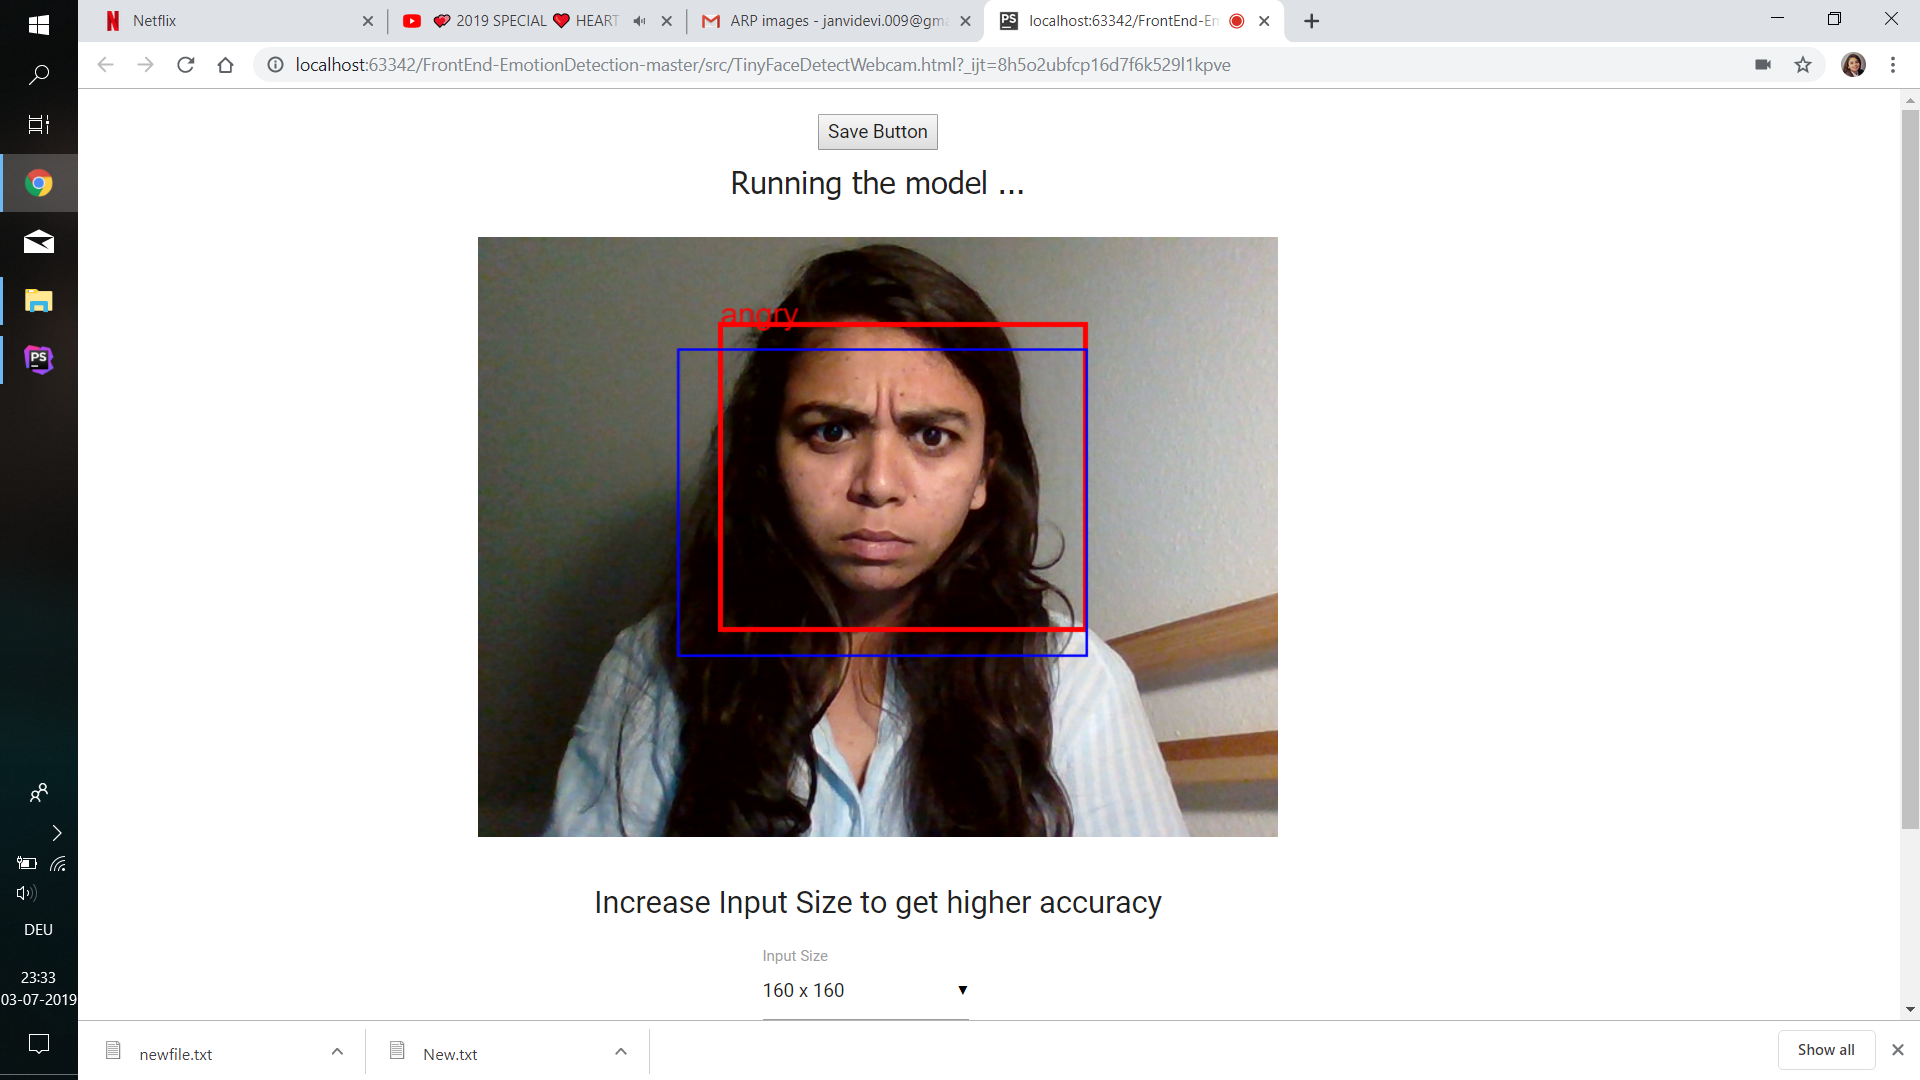 Netflix
2019 SPECIAL ❤ HEART
ARP images - janvidevi.009@gm
localhost:63342/FrontEnd-En
localhost:63342/FrontEnd-EmotionDetection-master/src/TinyFaceDetectWebcam.html?_ijt=8h5o2ubfcp16d7f6k529l1kpve
Save Button
Running the model ...
angry
PS
Increase Input Size to get higher accuracy
Input Size
160 x 160
DEU
23:33
03-07-2019
newfile.txt
New.txt
Show all